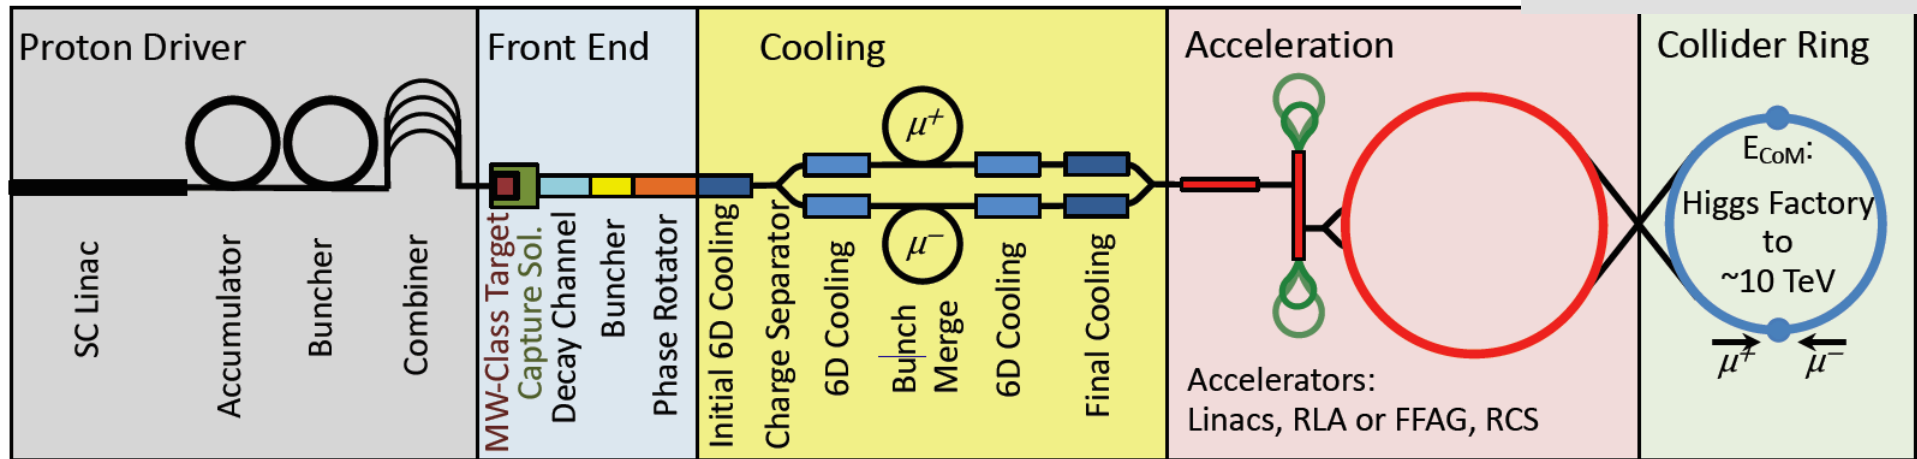 Proton Driver
Front End
Cooling
Acceleration
Collider Ring
SC Linac
Accumulator
Buncher
Combiner
MW-Class Target
Capture Sol.
Decay Channel
Buncher
Phase Rotator
Initial 6D Cooling
Charge Separator
6D Cooling
μ+
μ−
Bunch
Merge
6D Cooling
Final Cooling
Accelerators:
Linacs, RLA or FFAG, RCS
ECoM:
Higgs Factory
to
~10 TeV
μ+
μ−